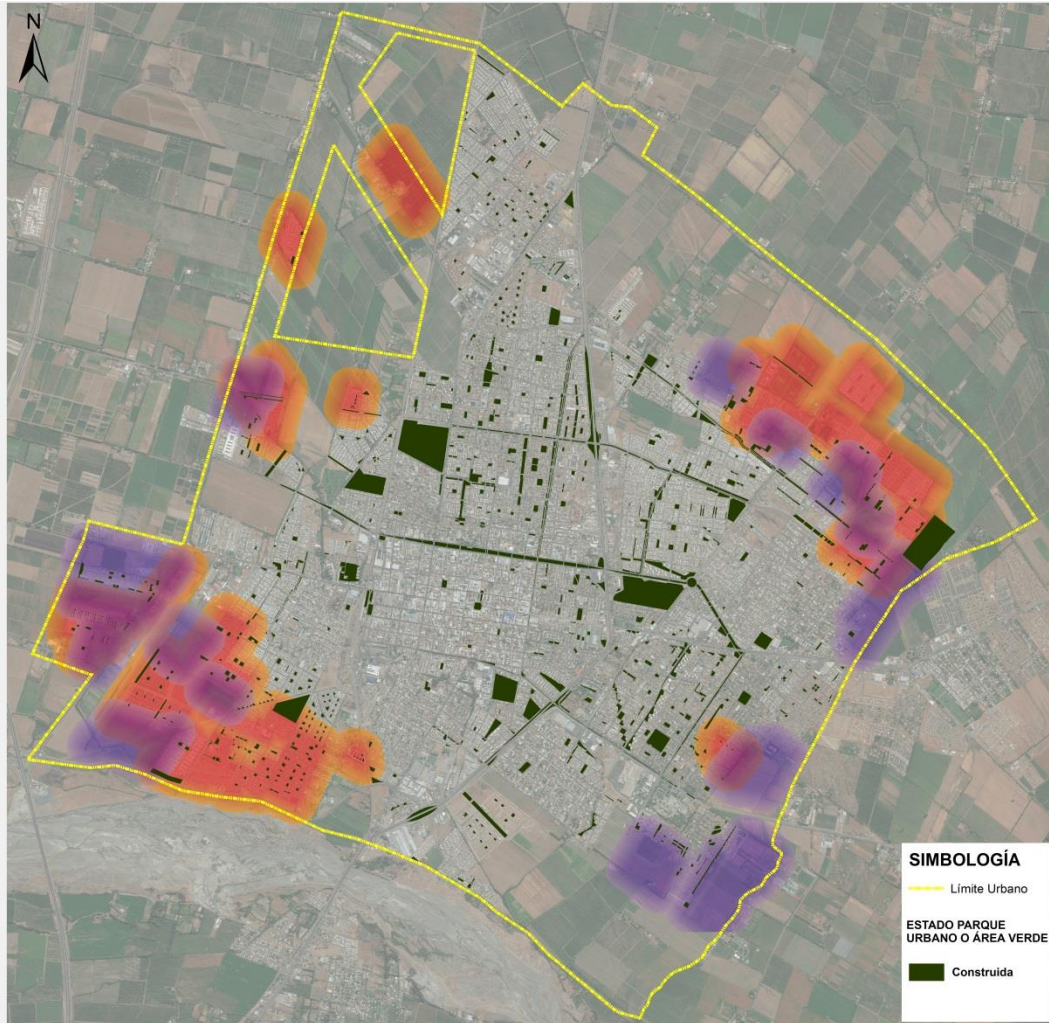 N
SIMBOLOGÍA
Límite Urbano
ESTADO PARQUE
URBANO O ÁREA VERDE
Construida